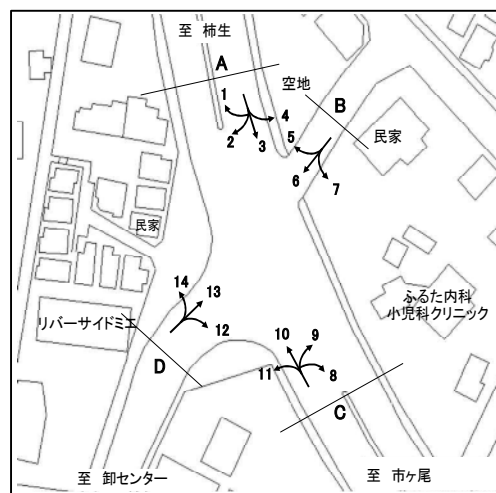 至 柿生
A
空地
B
1
4
2
3
5
民家
6
7
民家
14
13
ふるた内科
小児科クリニック
リバーサイドミニ
12
10
9
D
11
8
C
至 卸センター
至 市ヶ尾